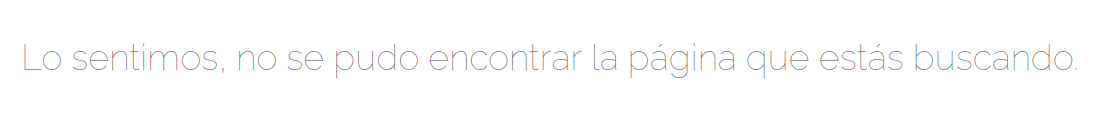 Lo sentimos, no se pudo encontrar la página que estás buscando.